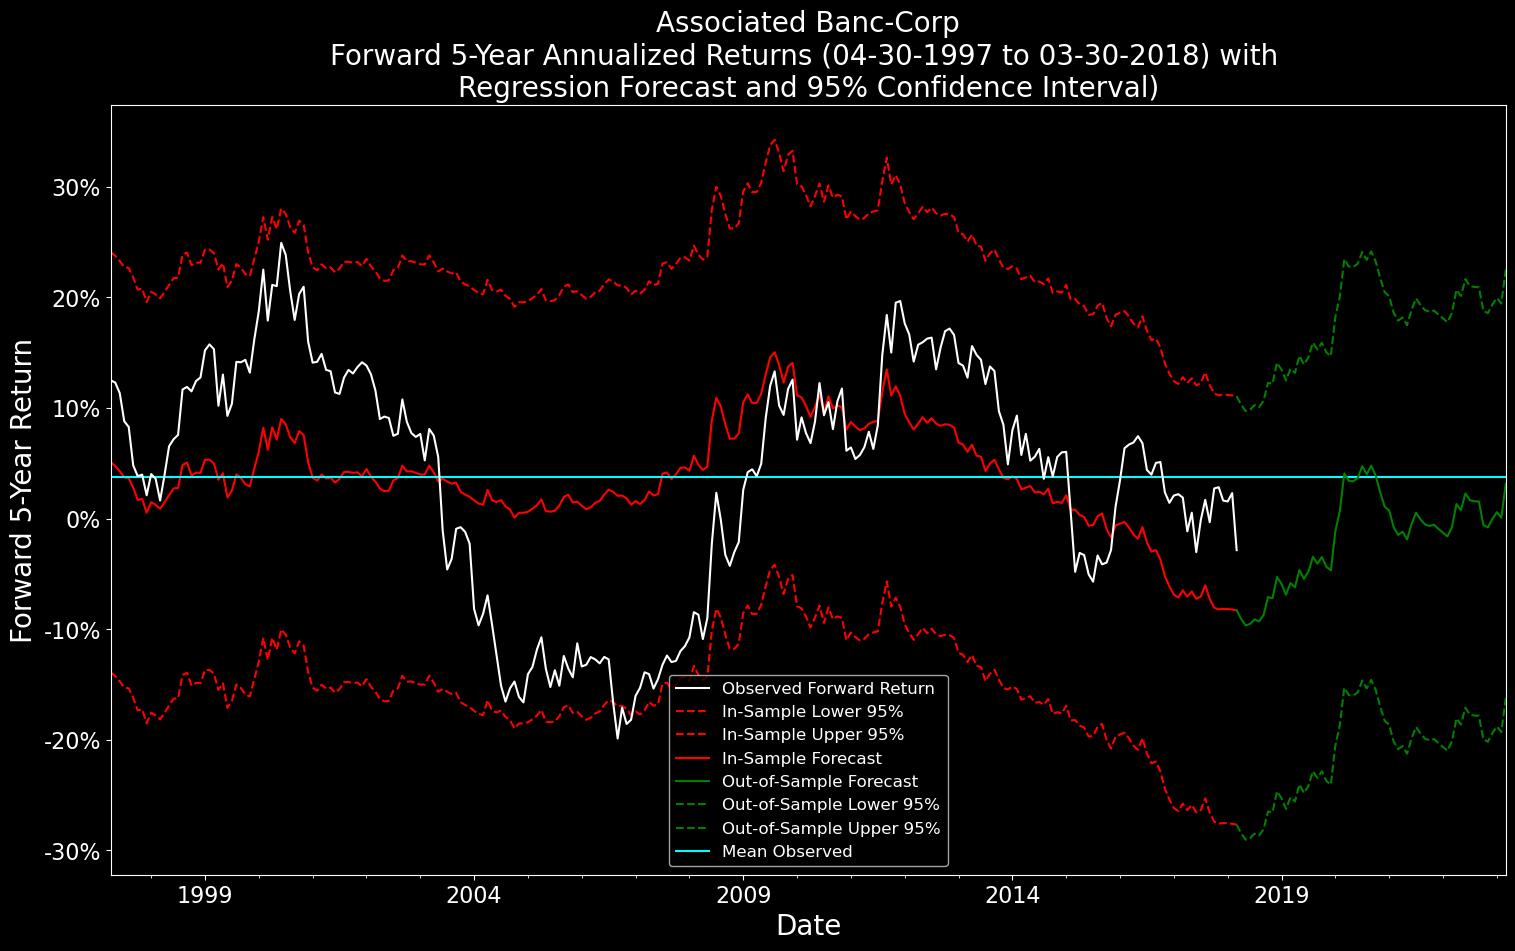 Associated Banc-Corp
Forward 5-Year Annualized Returns (04-30-1997 to 03-30-2018) with
Regression Forecast and 95% Confidence Interval)
Forward 5-Year Return
30%
20%
10%
0%
-10%
-20%
-30%
Observed Forward Return
In-Sample Lower 95%
In-Sample Upper 95%
In-Sample Forecast
Out-of-Sample Forecast
Out-of-Sample Lower 95%
Out-of-Sample Upper 95%
Mean Observed
1999 2004 2009 2014 2019
Date